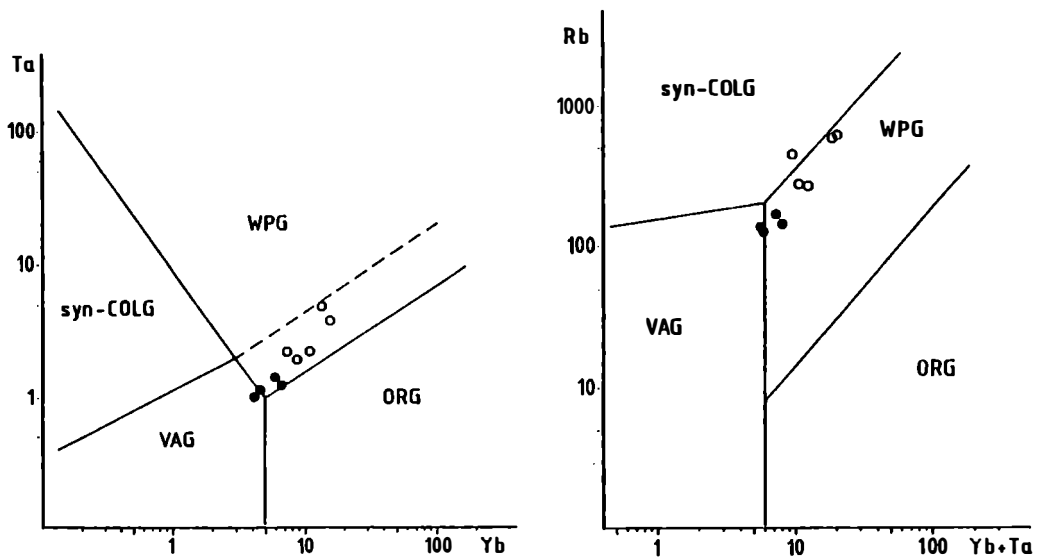 Ta
100
10
1
WPG
syn-COLG
VAG
ORG
1
10
100
Yb
Rb
1000
100
10
syn-COLG
WPG
VAG
ORG
1
10
100
Yb+Ta